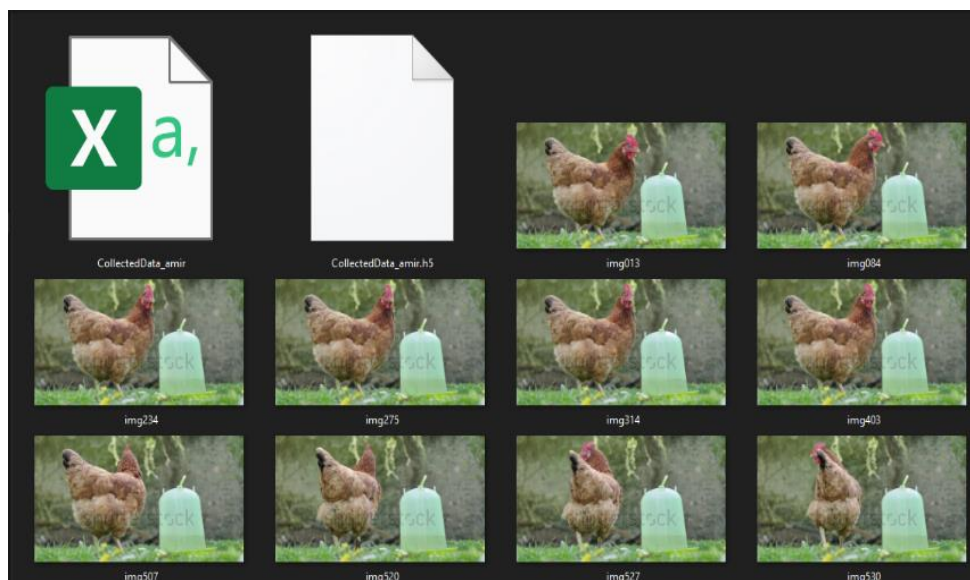 X a,
CollectedData_amir
CollectedData_amir.h5
img013
img084
img234
img275
img314
img403
img507
img520
img527
img530